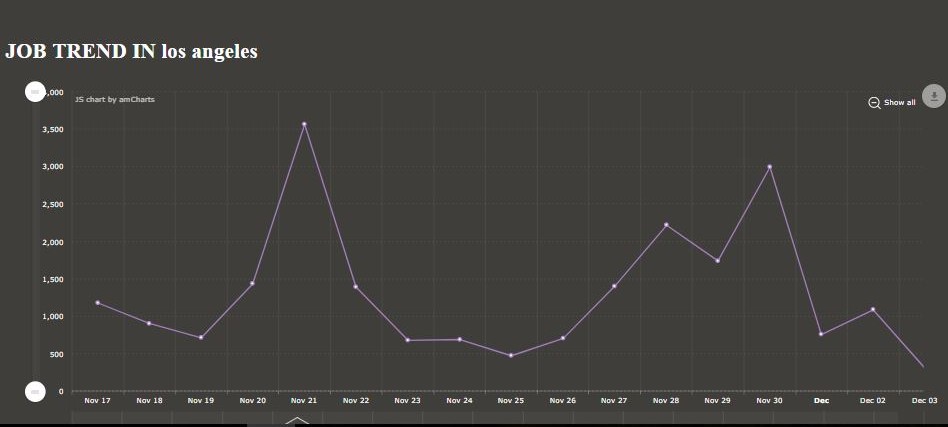 JOB TREND IN los angeles
,000
JS chart by amCharts
Show all
3,500
3,000
2,500
2,000
1,500
1,000
500
0
Nov 17 Nov 18 Nov 19 Nov 20 Nov 21 Nov 22 Nov 23 Nov 24 Nov 25 Nov 26 Nov 27 Nov 28 Nov 29 Nov 30 Dec Dec 02 Dec 03